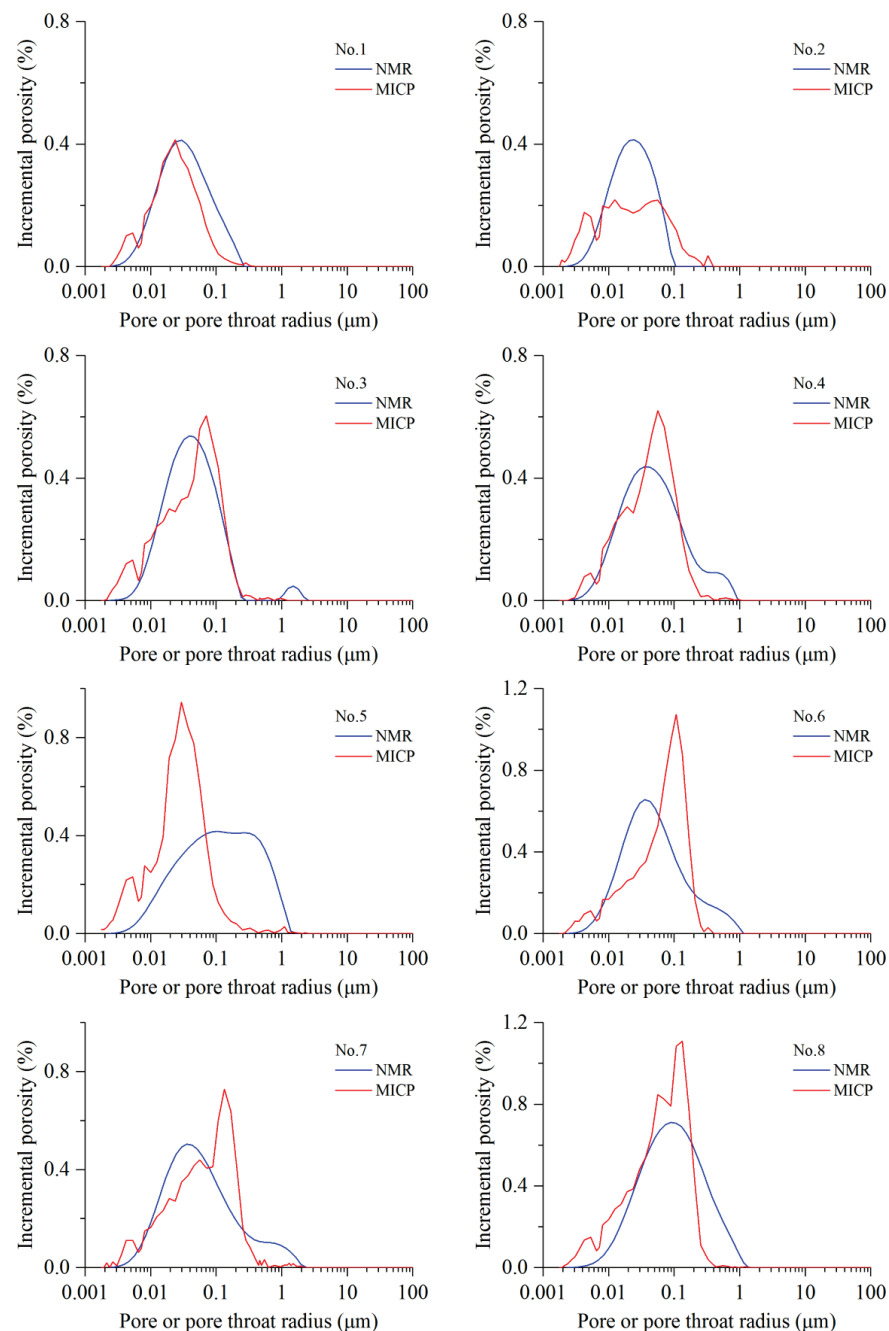 Incremental porosity (%)
0.8
0.4
0.0
No.1
NMR
MICP
0.001 0.01 0.1 1 10 100
Pore or pore throat radius (μm)
Incremental porosity (%)
0.8
0.4
0.0
No.2
NMR
MICP
0.001 0.01 0.1 1 10 100
Pore or pore throat radius (μm)
Incremental porosity (%)
0.8
0.4
0.0
No.3
NMR
MICP
0.001 0.01 0.1 1 10 100
Pore or pore throat radius (μm)
Incremental porosity (%)
0.8
0.4
0.0
No.4
NMR
MICP
0.001 0.01 0.1 1 10 100
Pore or pore throat radius (μm)
Incremental porosity (%)
0.8
0.4
0.0
No.5
NMR
MICP
0.001 0.01 0.1 1 10 100
Pore or pore throat radius (μm)
Incremental porosity (%)
1.2
0.8
0.4
0.0
No.6
NMR
MICP
0.001 0.01 0.1 1 10 100
Pore or pore throat radius (μm)
Incremental porosity (%)
0.8
0.4
0.0
No.7
NMR
MICP
0.001 0.01 0.1 1 10 100
Pore or pore throat radius (μm)
Incremental porosity (%)
1.2
0.8
0.4
0.0
No.8
NMR
MICP
0.001 0.01 0.1 1 10 100
Pore or pore throat radius (μm)